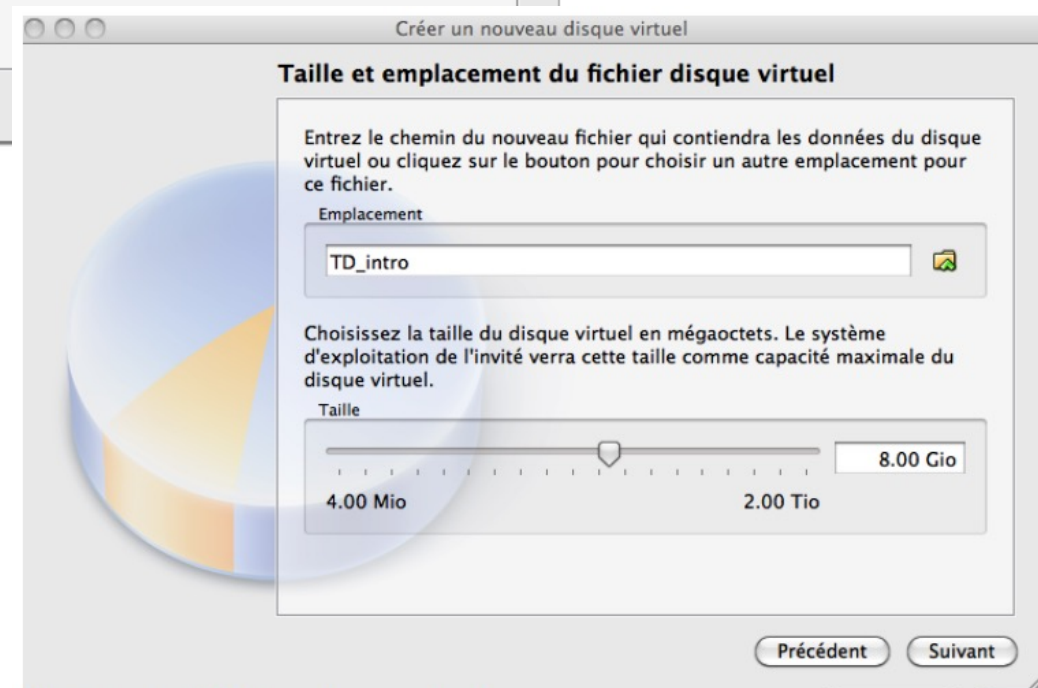 Créer un nouveau disque virtuel
Taille et emplacement du fichier disque virtuel
Entrez le chemin du nouveau fichier qui contiendra les données du disque
virtuel ou cliquez sur le bouton pour choisir un autre emplacement pour
ce fichier.
Emplacement
TD_intro
Choisissez la taille du disque virtuel en mégaoctets. Le système
d'exploitation de l'invité verra cette taille comme capacité maximale du
disque virtuel.
Taille
8.00 Gio
4.00 Mio 2.00 Tio
Précédent Suivant